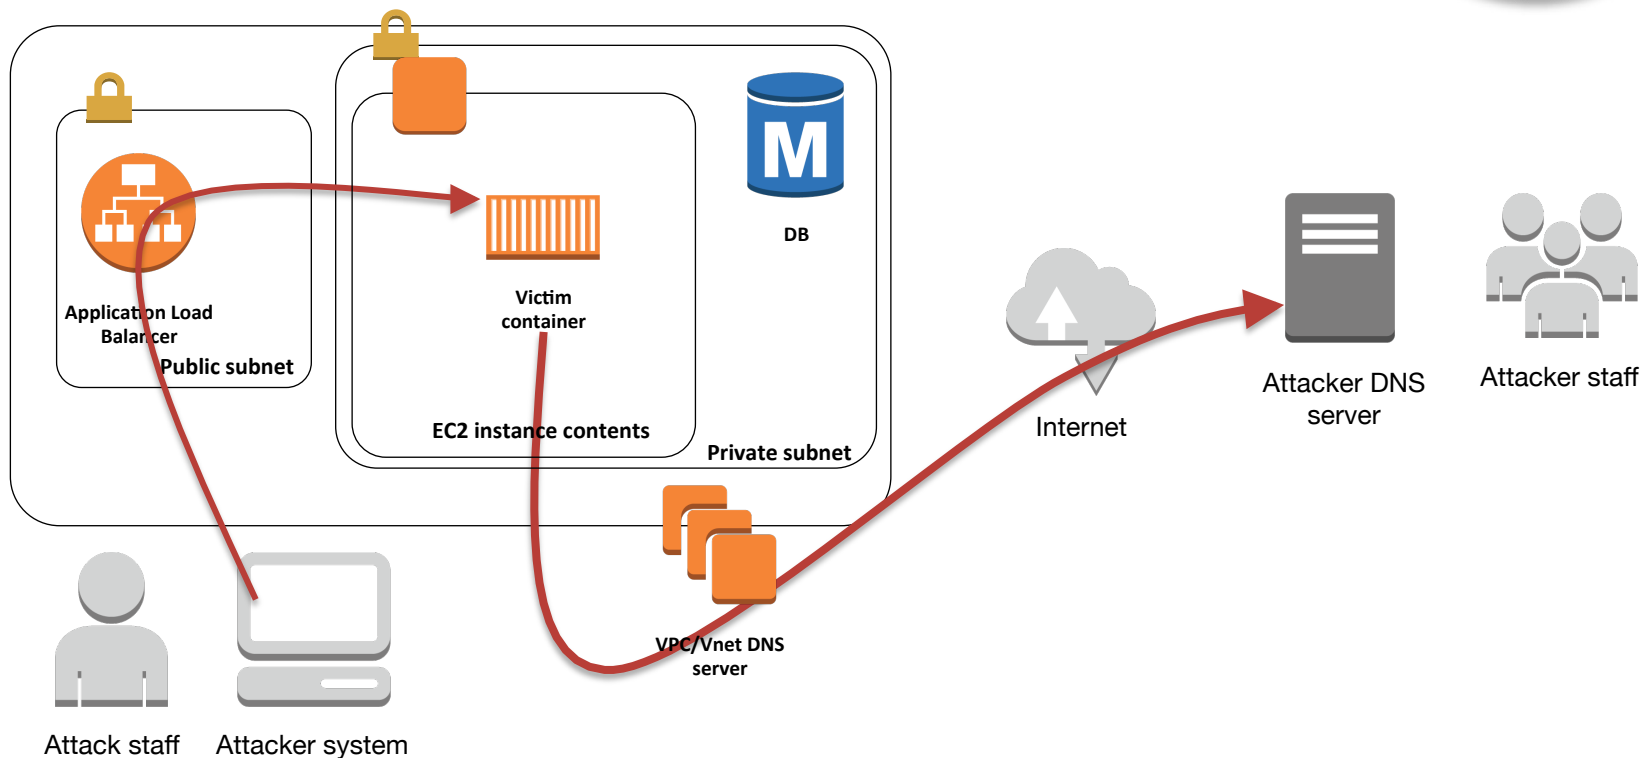 M
DB
Application Load
Balancer
Public subnet
Victim
container
EC2 instance contents
Private subnet
Internet
Attacker DNS
server
Attacker staff
VPC/Vnet DNS
server
Attack staff
Attacker system